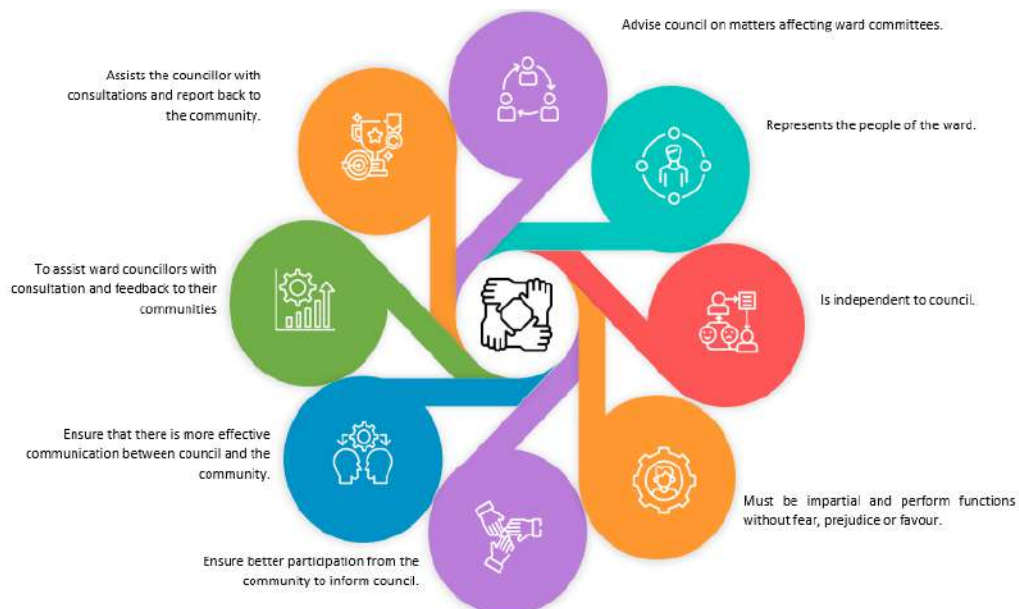 Advise council on matters affecting ward committees.
Represents the people of the ward.
Is independent to council.
Must be impartial and perform functions
without fear, prejudice or favour.
Ensure better participation from the
community to inform council.
Ensure that there is more effective
communication between council and the
community.
To assist ward councillors with
consultation and feedback to their
communities
Assists the councillor with
consultations and report back to
the community.